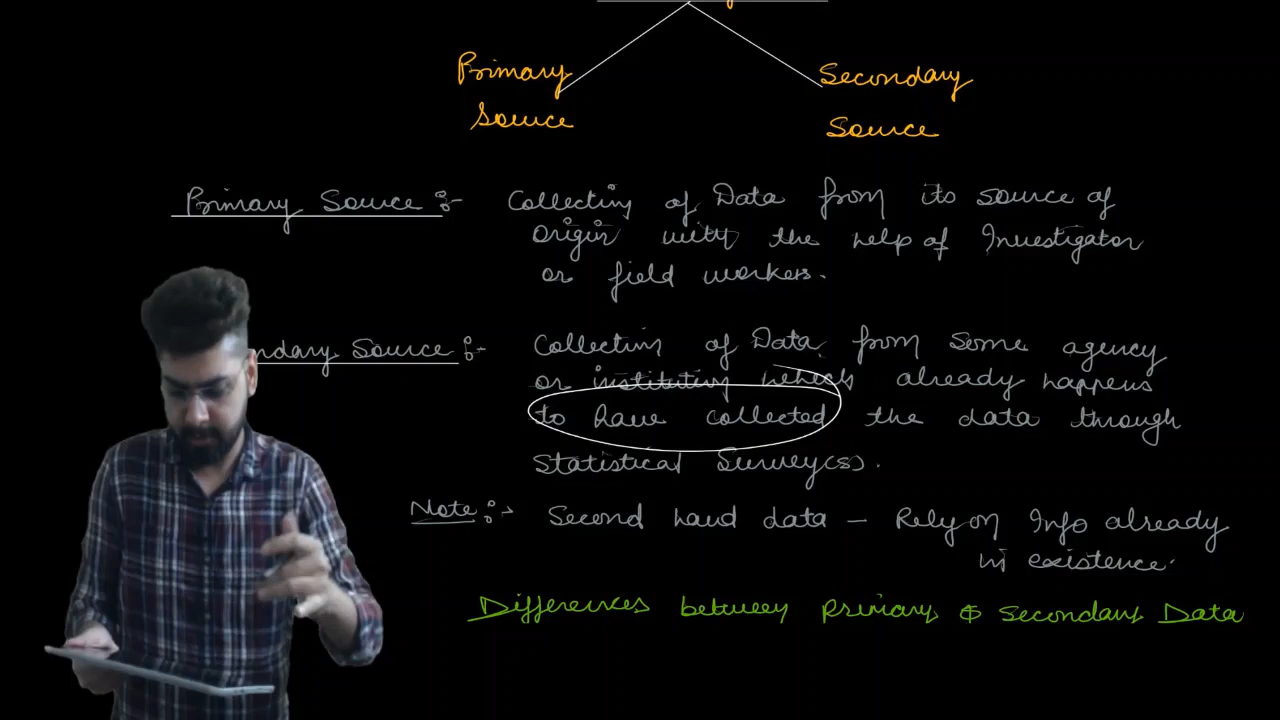 Primary Secondary
Source Source
Primary Source :- Collecting of Data from its source of
origin with the help of Investigator
or field workers.
ndary Source :- Collecting of Data from some agency
or institution which already happens
to have collected the data through
Statistical Survey(s).
Note :- Second hand data – Rely on Info already
in existence.
Differences between Primary & Secondary Data